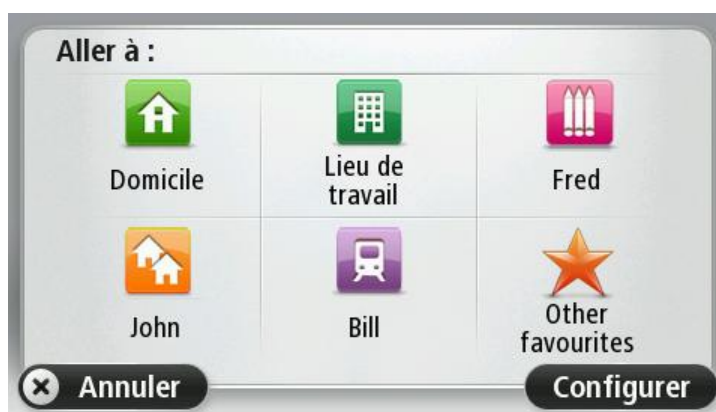 Aller à :
Domicile
Lieu de
travail
Fred
John
Bill
Other
favourites
Annuler
Configurer